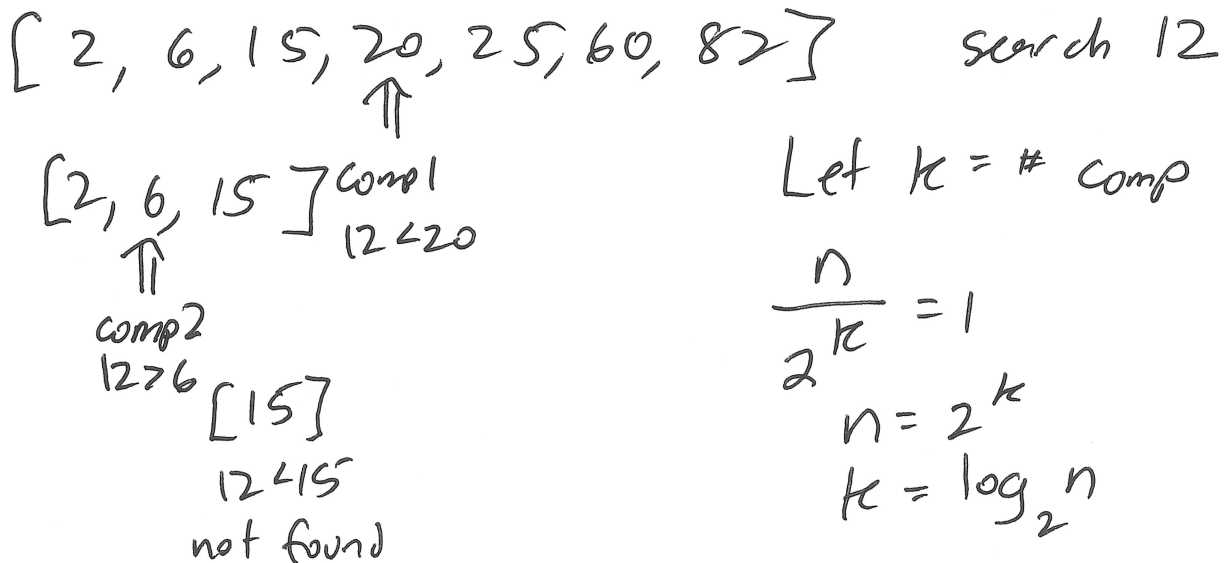 [2, 6, 15, 20, 25, 60, 82] search 12
⇑
[2, 6, 15] comp1
12<20
⇑
comp2
12>6
[15]
12<15
not found
Let k = # comp
n/2^k = 1
n = 2^k
k = log₂n